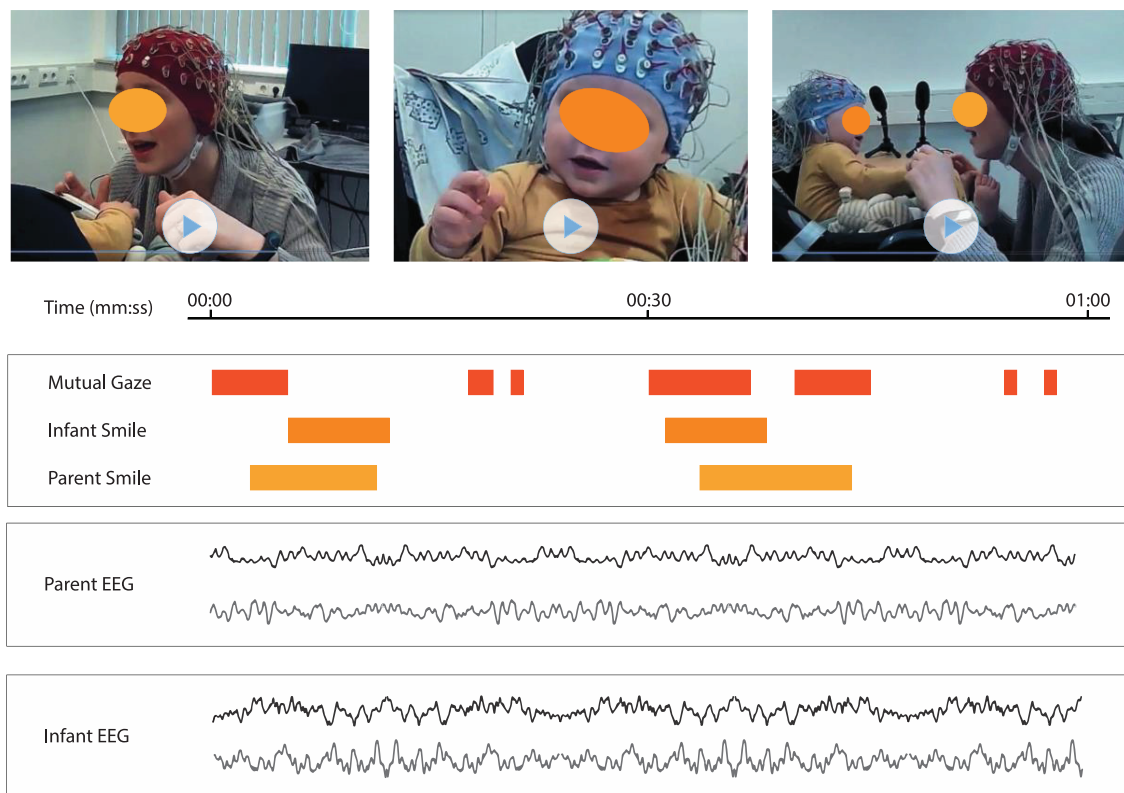 Time (mm:ss) 00:00 00:30 01:00
Mutual Gaze
Infant Smile
Parent Smile
Parent EEG
Infant EEG